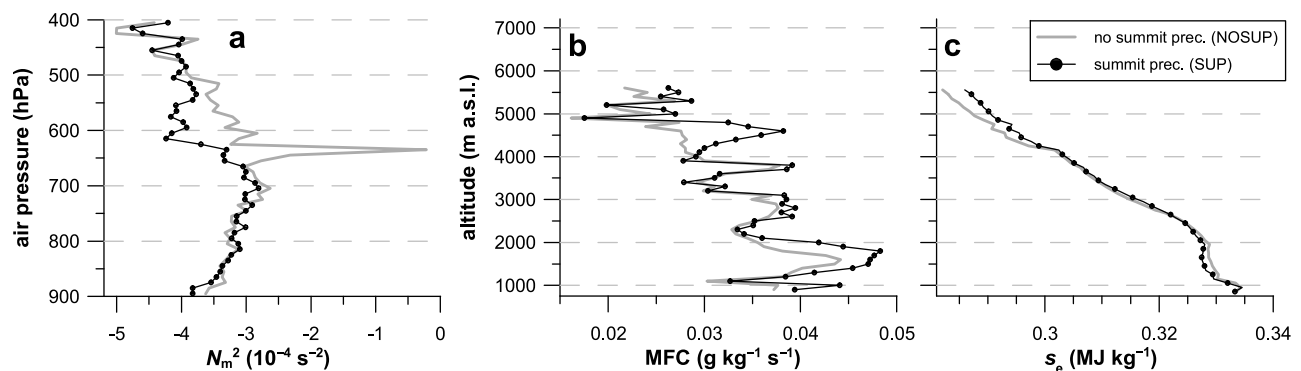 a
400
500
600
700
800
900
air pressure (hPa)
-5 -4 -3 -2 -1 0
Nm² (10⁻⁴ s⁻²)
b
7000
6000
5000
4000
3000
2000
1000
altitude (m a.s.l.)
0.02 0.03 0.04 0.05
MFC (g kg⁻¹ s⁻¹)
c
no summit prec. (NOSUP)
summit prec. (SUP)
0.3 0.32 0.34
se (MJ kg⁻¹)